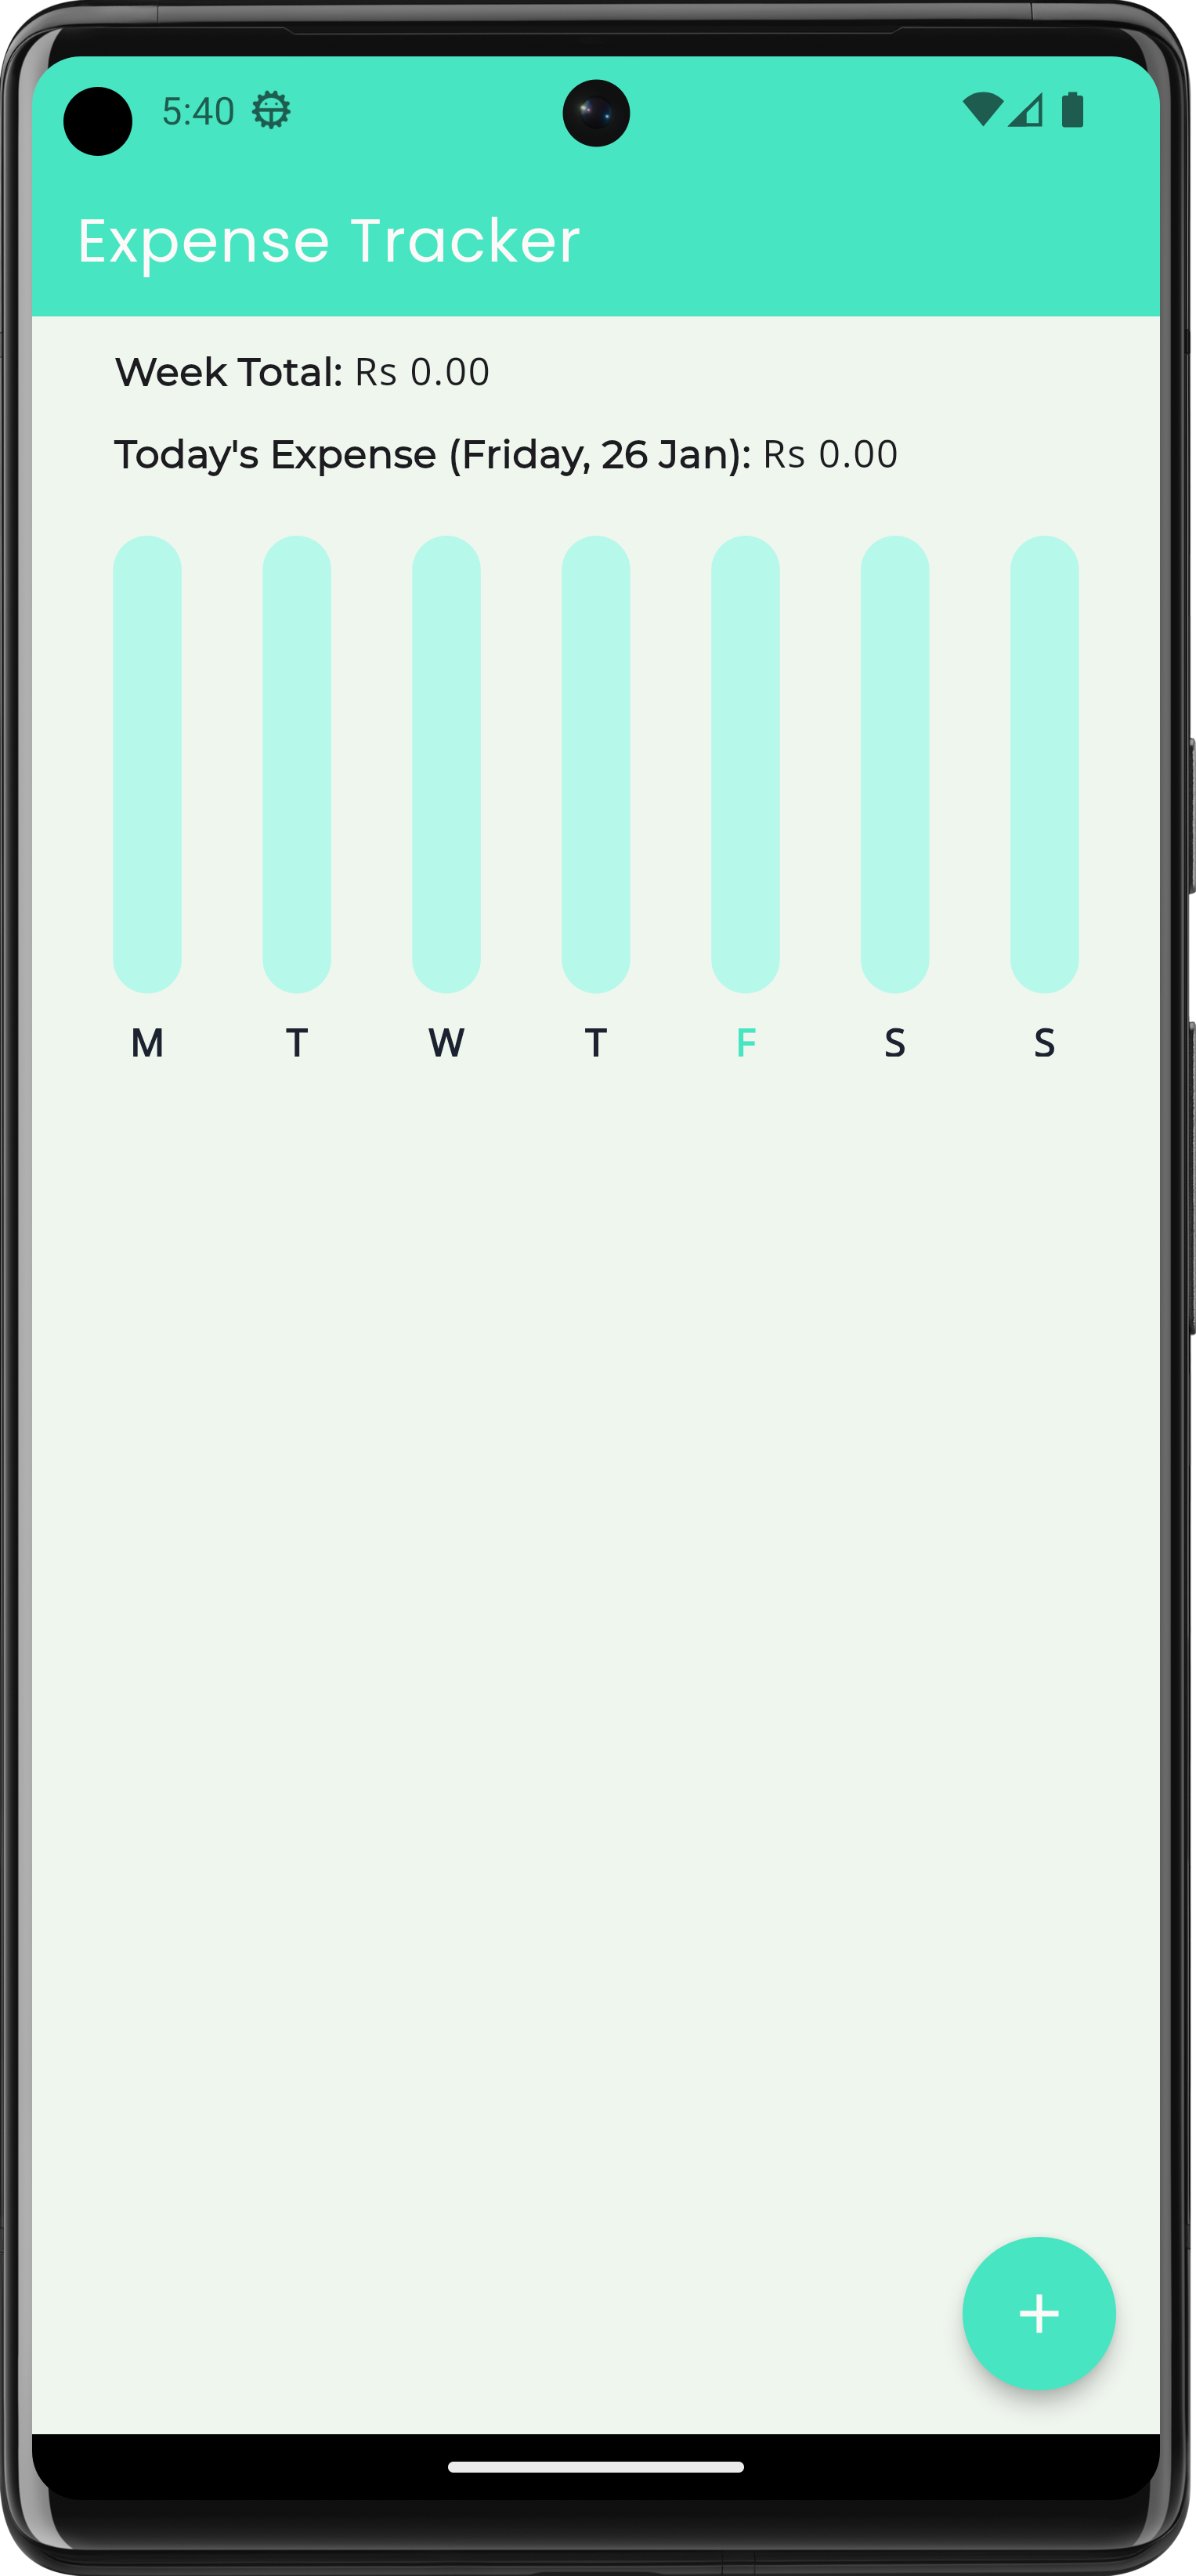 5:40
Expense Tracker
Week Total: Rs 0.00
Today's Expense (Friday, 26 Jan): Rs 0.00
M T W T F S S
+